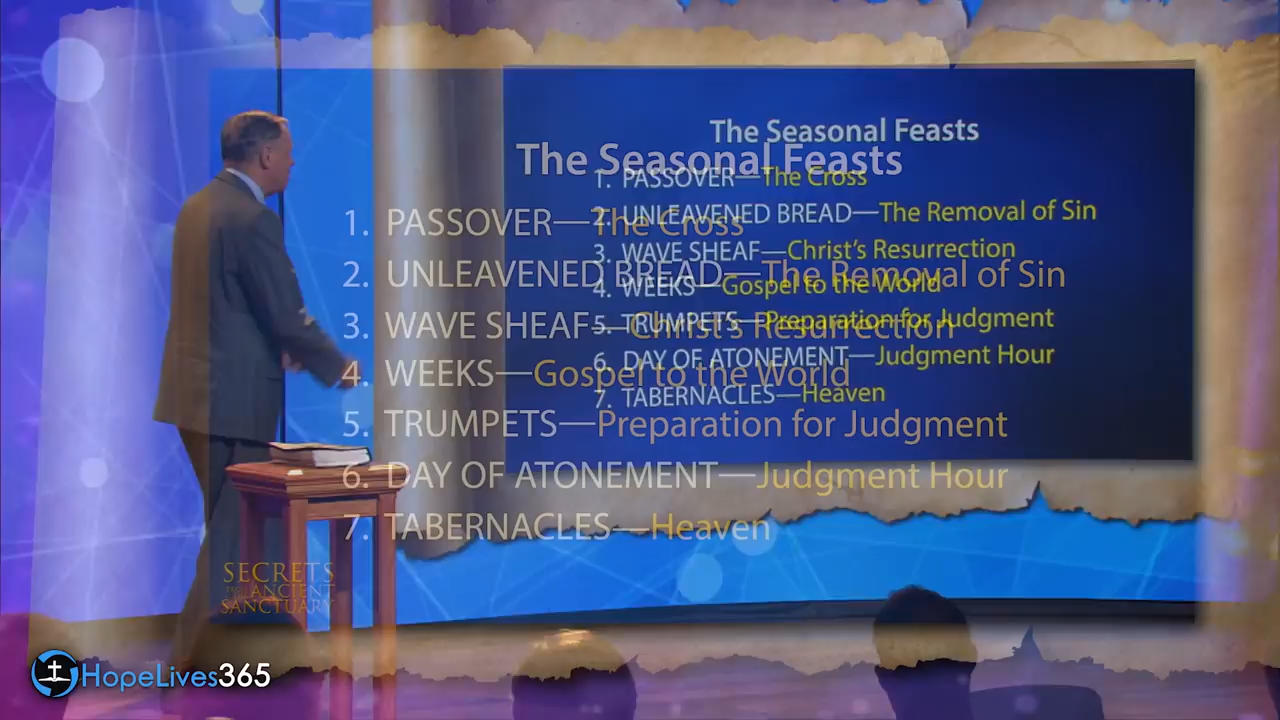 The Seasonal Feasts
1. PASSOVER—The Cross
2. UNLEAVENED BREAD—The Removal of Sin
3. WAVE SHEAF—Christ's Resurrection
4. WEEKS—Gospel to the World
5. TRUMPETS—Preparation for Judgment
6. DAY OF ATONEMENT—Judgment Hour
7. TABERNACLES—Heaven
The Seasonal Feasts
1. PASSOVER—The Cross
2. UNLEAVENED BREAD—The Removal of Sin
3. WAVE SHEAF—Christ's Resurrection
4. WEEKS—Gospel to the World
5. TRUMPETS—Preparation for Judgment
6. DAY OF ATONEMENT—Judgment Hour
7. TABERNACLES—Heaven
SECRETS
ANCIENT
SANCTUARY
HopeLives365